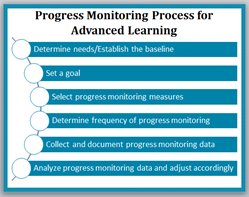 Progress Monitoring Process for
Advanced Learning
Determine needs/Establish the baseline
Set a goal
Select progress monitoring measures
Determine frequency of progress monitoring
Collect and document progress monitoring data
Analyze progress monitoring data and adjust accordingly